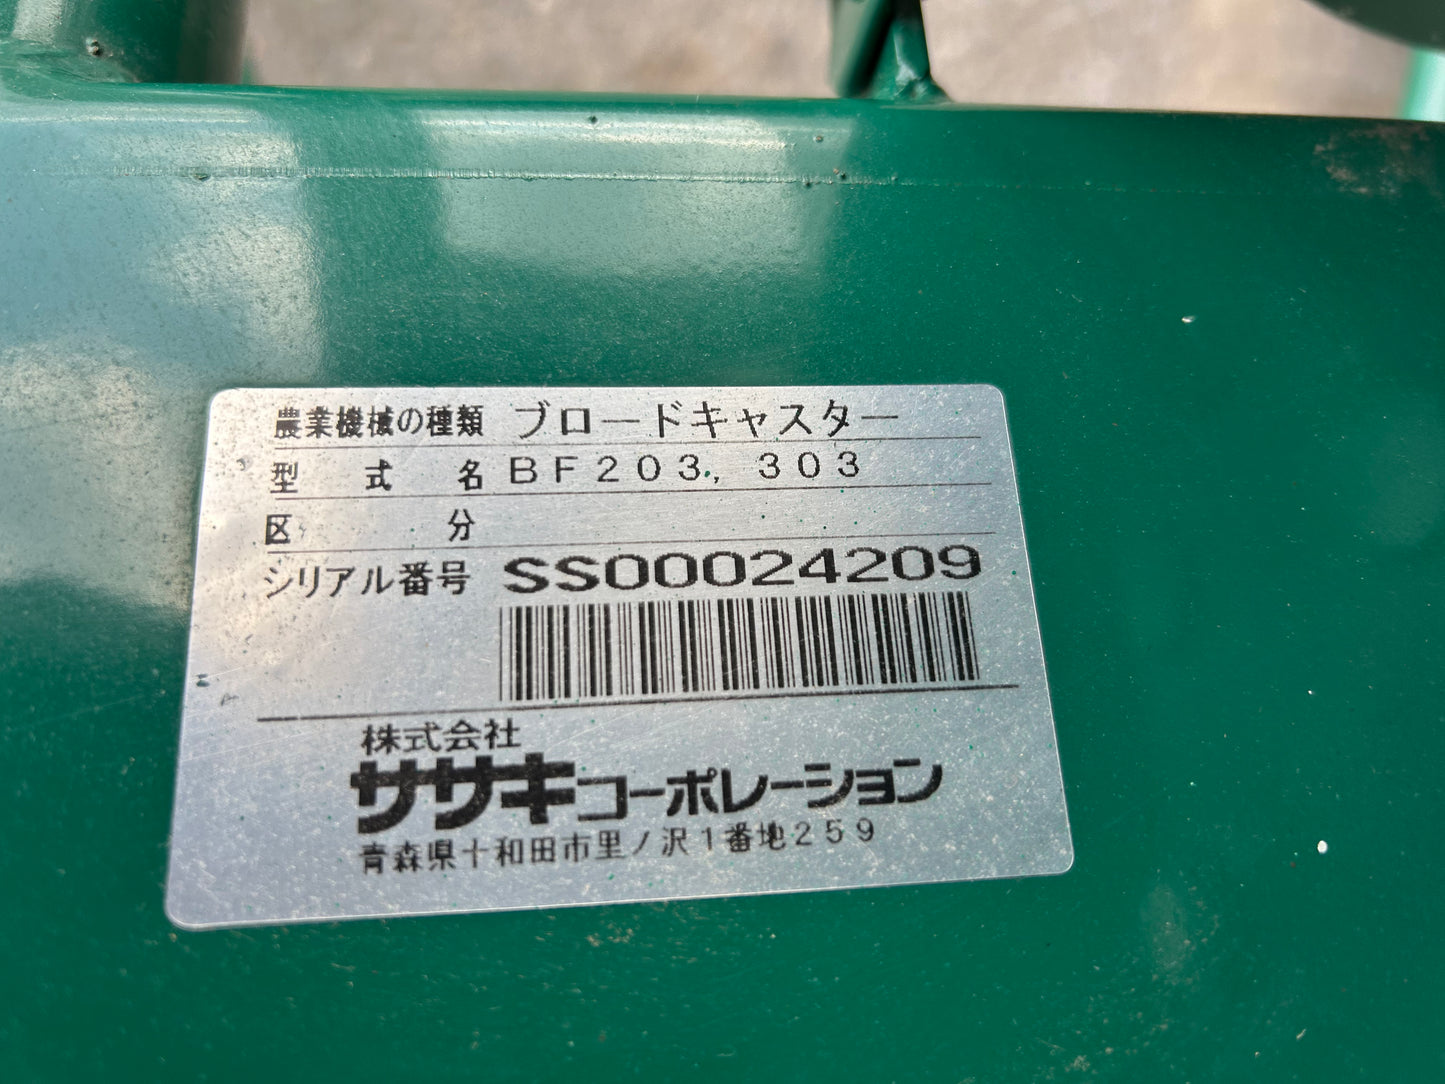 農業機械の種類 ブロードキャスター
型式名 BF203, 303
区分
シリアル番号 SS00024209
株式会社
ササキコーポレーション
青森県十和田市里ノ沢1番地259